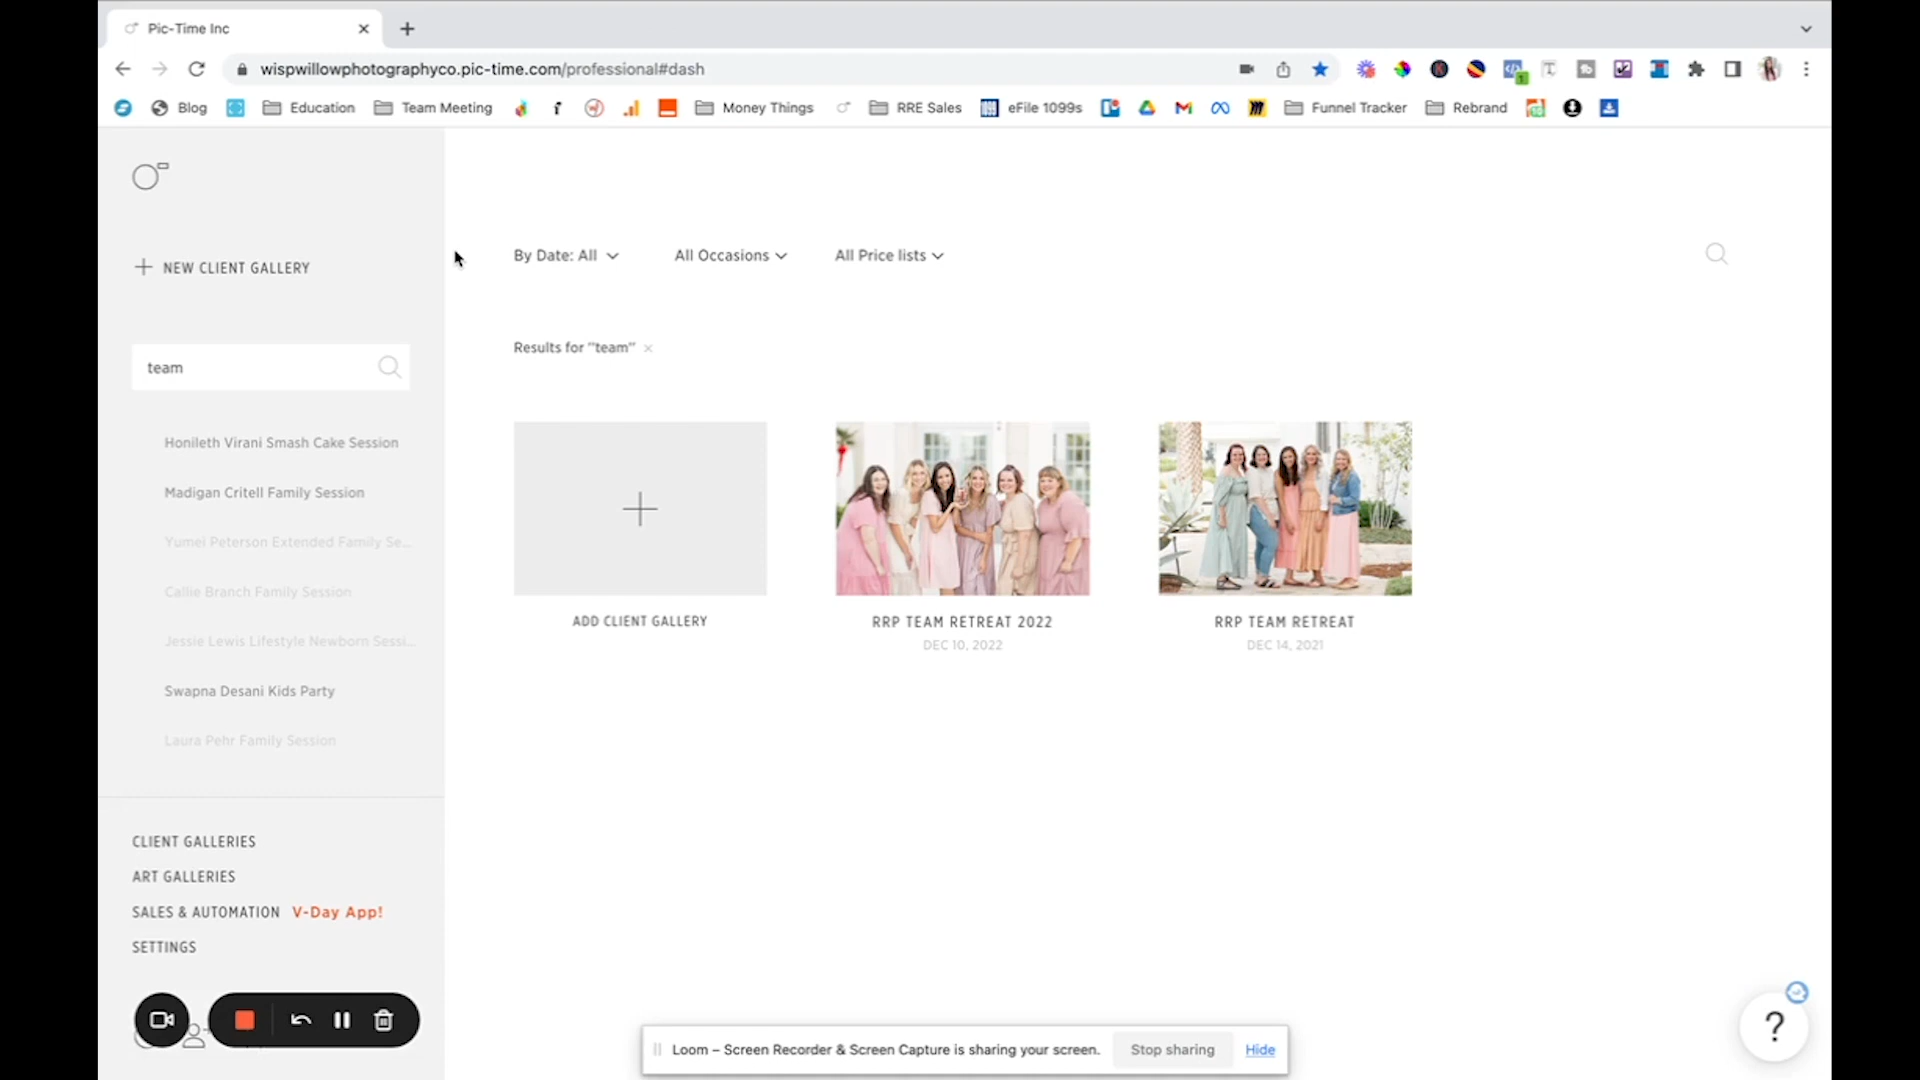 Pic-Time Inc
wispwillowphotographyco.pic-time.com/professional#dash
Blog Education Team Meeting Money Things RRE Sales eFile 1099s Funnel Tracker Rebrand
NEW CLIENT GALLERY
team
Honileth Virani Smash Cake Session
Madigan Critell Family Session
Yumei Peterson Extended Family Se...
Callie Branch Family Session
Jessie Lewis Lifestyle Newborn Sessi...
Swapna Desani Kids Party
Laura Pehr Family Session
CLIENT GALLERIES
ART GALLERIES
SALES & AUTOMATION V-Day App!
SETTINGS
By Date: All All Occasions All Price lists
Results for "team" ×
ADD CLIENT GALLERY
RRP TEAM RETREAT 2022
DEC 10, 2022
RRP TEAM RETREAT
DEC 14, 2021
Loom – Screen Recorder & Screen Capture is sharing your screen. Stop sharing Hide
?